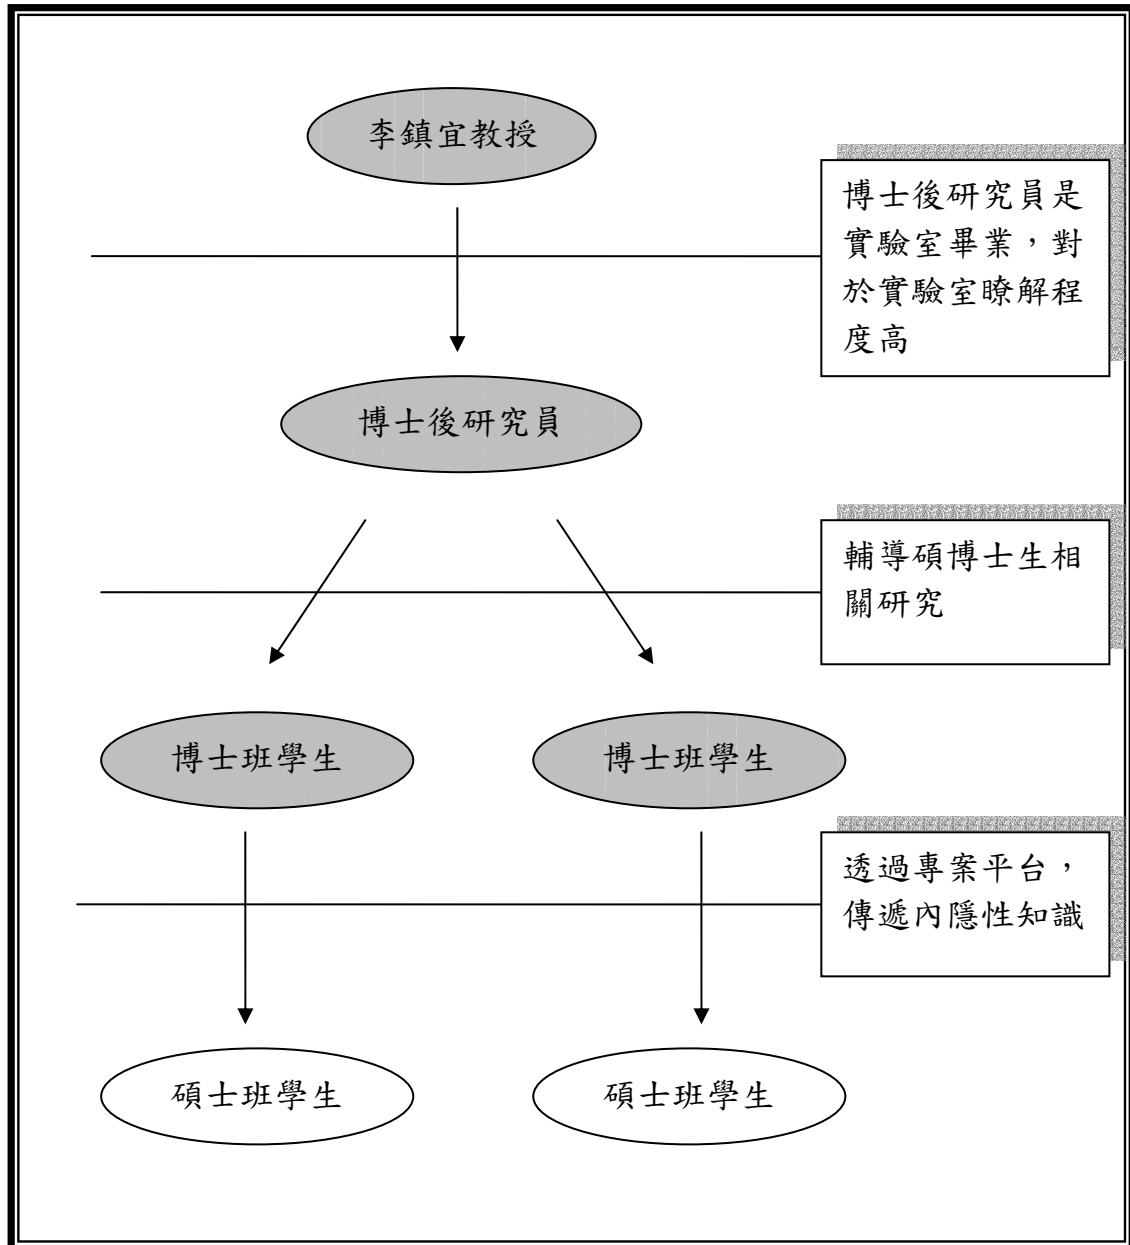 李鎮宜教授
博士後研究員是
實驗室畢業，對
於實驗室瞭解程
度高
博士後研究員
輔導碩博士生相
關研究
博士班學生
博士班學生
透過專案平台，
傳遞內隱性知識
碩士班學生
碩士班學生